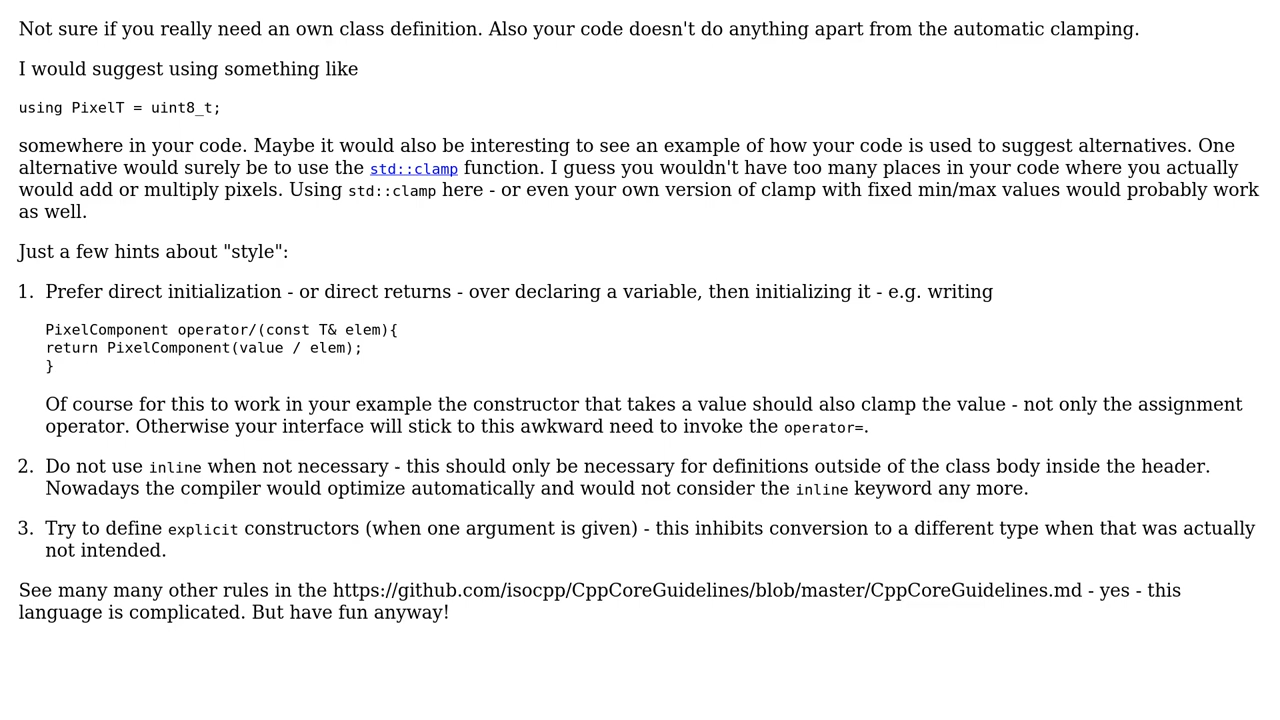 Not sure if you really need an own class definition. Also your code doesn't do anything apart from the automatic clamping.
I would suggest using something like
using PixelT = uint8_t;
somewhere in your code. Maybe it would also be interesting to see an example of how your code is used to suggest alternatives. One
alternative would surely be to use the std::clamp function. I guess you wouldn't have too many places in your code where you actually
would add or multiply pixels. Using std::clamp here - or even your own version of clamp with fixed min/max values would probably work
as well.
Just a few hints about "style":
1. Prefer direct initialization - or direct returns - over declaring a variable, then initializing it - e.g. writing
PixelComponent operator/(const T& elem){
return PixelComponent(value / elem);
}
Of course for this to work in your example the constructor that takes a value should also clamp the value - not only the assignment
operator. Otherwise your interface will stick to this awkward need to invoke the operator=.
2. Do not use inline when not necessary - this should only be necessary for definitions outside of the class body inside the header.
Nowadays the compiler would optimize automatically and would not consider the inline keyword any more.
3. Try to define explicit constructors (when one argument is given) - this inhibits conversion to a different type when that was actually
not intended.
See many many other rules in the https://github.com/isocpp/CppCoreGuidelines/blob/master/CppCoreGuidelines.md - yes - this
language is complicated. But have fun anyway!